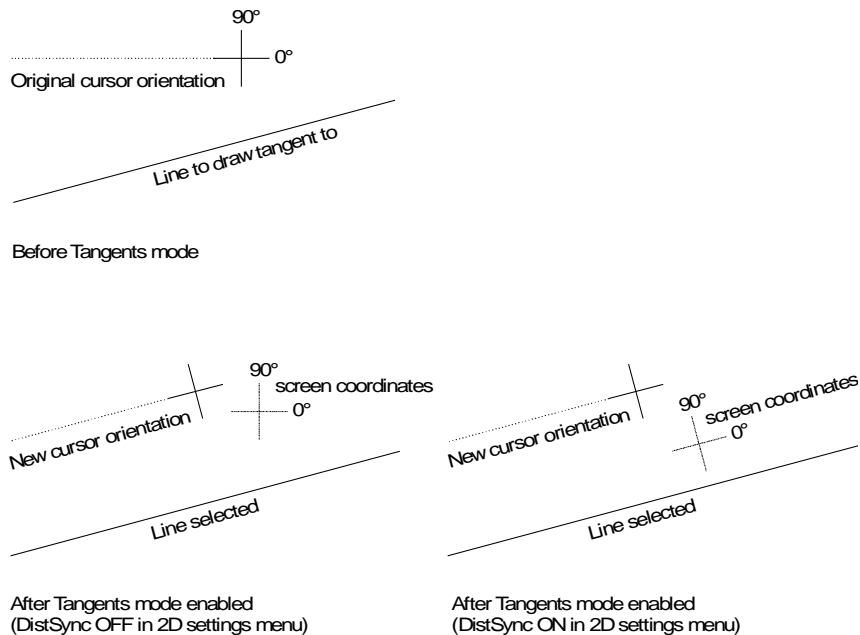 90°
0°
Original cursor orientation
Line to draw tangent to
Before Tangents mode
90°
screen coordinates
0°
New cursor orientation
Line selected
After Tangents mode enabled
(DistSync OFF in 2D settings menu)
90°
screen coordinates
0°
New cursor orientation
Line selected
After Tangents mode enabled
(DistSync ON in 2D settings menu)